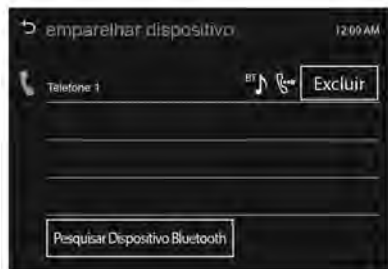 emparelhar dispositivo 12:00 AM
Telefone 1 BT Excluir
Pesquisar Dispositivo Bluetooth